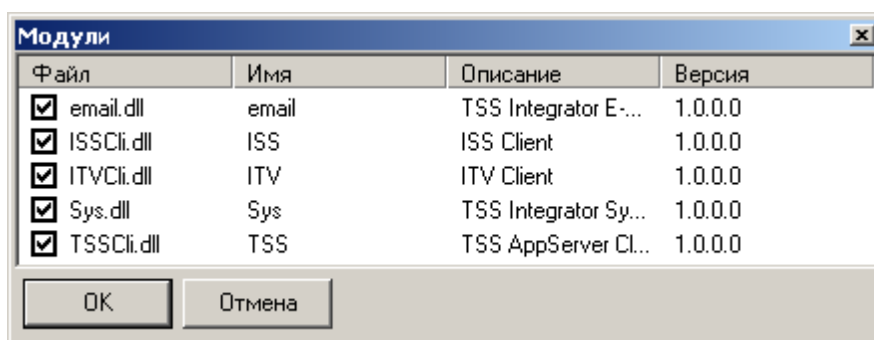 Модули
Файл Имя Описание Версия
email.dll email TSS Integrator E-... 1.0.0.0
ISSCli.dll ISS ISS Client 1.0.0.0
ITVCli.dll ITV ITV Client 1.0.0.0
Sys.dll Sys TSS Integrator Sy... 1.0.0.0
TSSCli.dll TSS TSS AppServer Cl... 1.0.0.0
OK Отмена